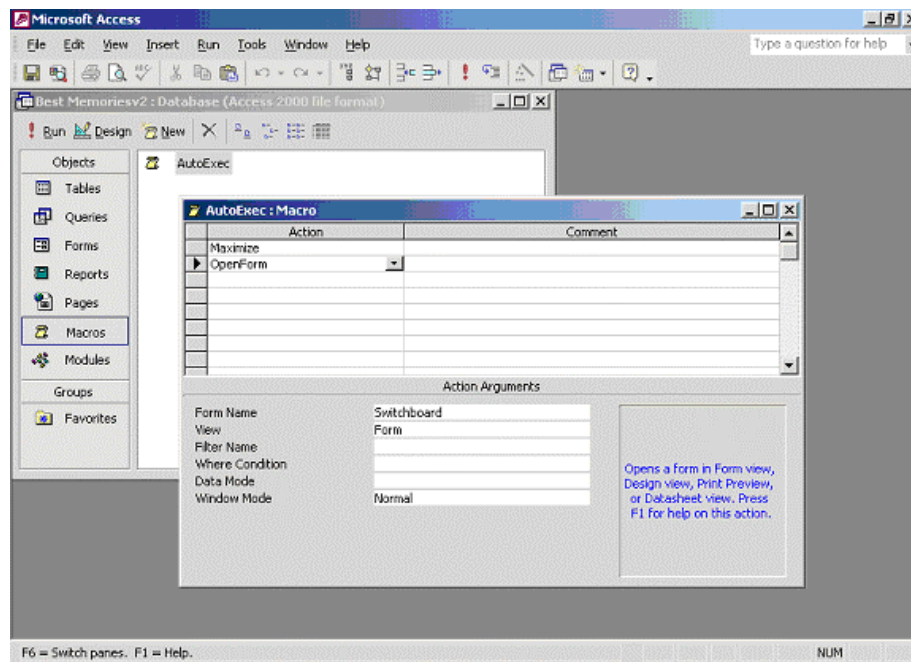 Microsoft Access
File Edit View Insert Run Tools Window Help
Type a question for help
Best Memoriesv2 : Database (Access 2000 file format)
Run Design New
Objects
AutoExec
Tables
Queries
Forms
Reports
Pages
Macros
Modules
Groups
Favorites
AutoExec : Macro
Action Comment
Maximize
OpenForm
Action Arguments
Form Name Switchboard
View Form
Filter Name
Where Condition
Data Mode
Window Mode Normal
Opens a form in Form view,
Design view, Print Preview,
or Datasheet view. Press
F1 for help on this action.
F6 = Switch panes. F1 = Help.
NUM